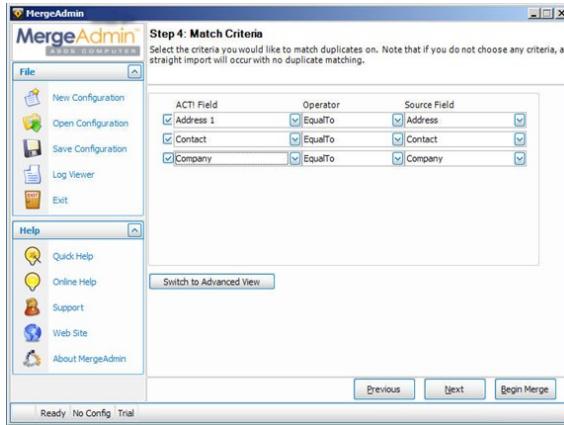 MergeAdmin
MergeAdmin
ASDS COMPUTER
File
New Configuration
Open Configuration
Save Configuration
Log Viewer
Exit
Help
Quick Help
Online Help
Support
Web Site
About MergeAdmin
Step 4: Match Criteria
Select the criteria you would like to match duplicates on. Note that if you do not choose any criteria, a
straight import will occur with no duplicate matching.
ACT! Field Operator Source Field
Address 1 EqualTo Address
Contact EqualTo Contact
Company EqualTo Company
Switch to Advanced View
Previous Next Begin Merge
Ready No Config Trial